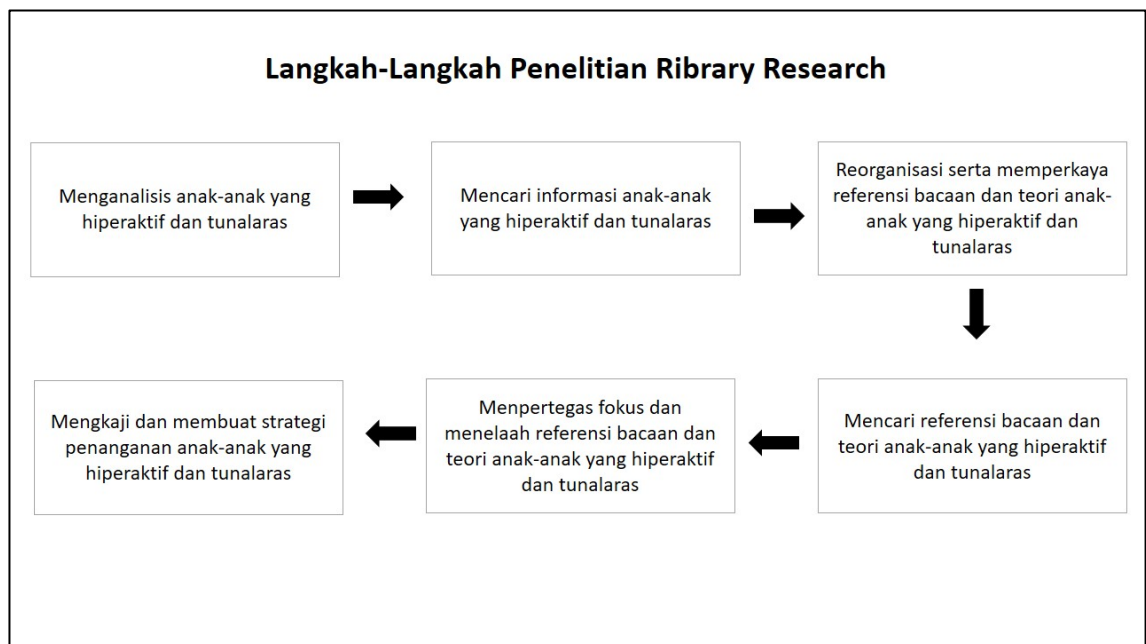 Langkah-Langkah Penelitian Ribrary Research
Menganalisis anak-anak yang
hiperaktif dan tunalaras
Mencari informasi anak-anak
yang hiperaktif dan tunalaras
Reorganisasi serta memperkaya
referensi bacaan dan teori anak-
anak yang hiperaktif dan
tunalaras
Mencari referensi bacaan dan
teori anak-anak yang hiperaktif
dan tunalaras
Menpertegas fokus dan
menelaah referensi bacaan dan
teori anak-anak yang hiperaktif
dan tunalaras
Mengkaji dan membuat strategi
penanganan anak-anak yang
hiperaktif dan tunalaras